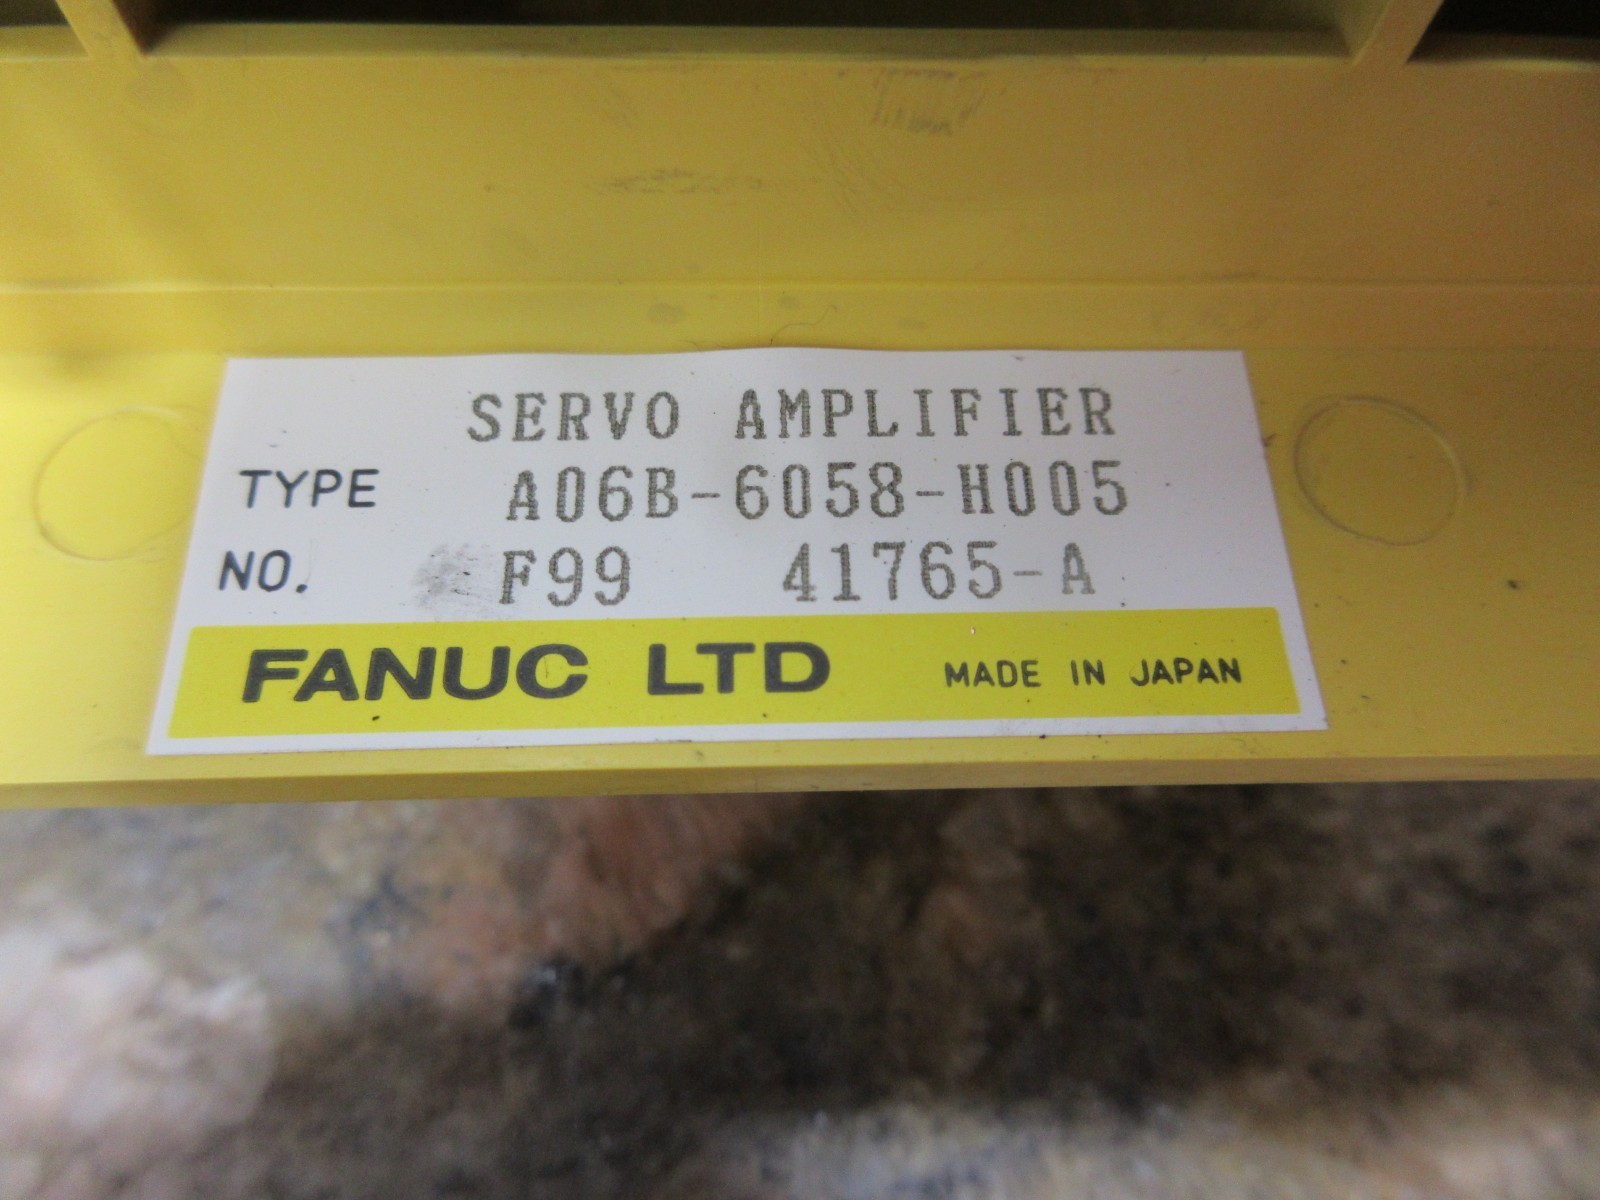 SERVO AMPLIFIER
TYPE A06B-6058-H005
NO. F99 41765-A
FANUC LTD MADE IN JAPAN